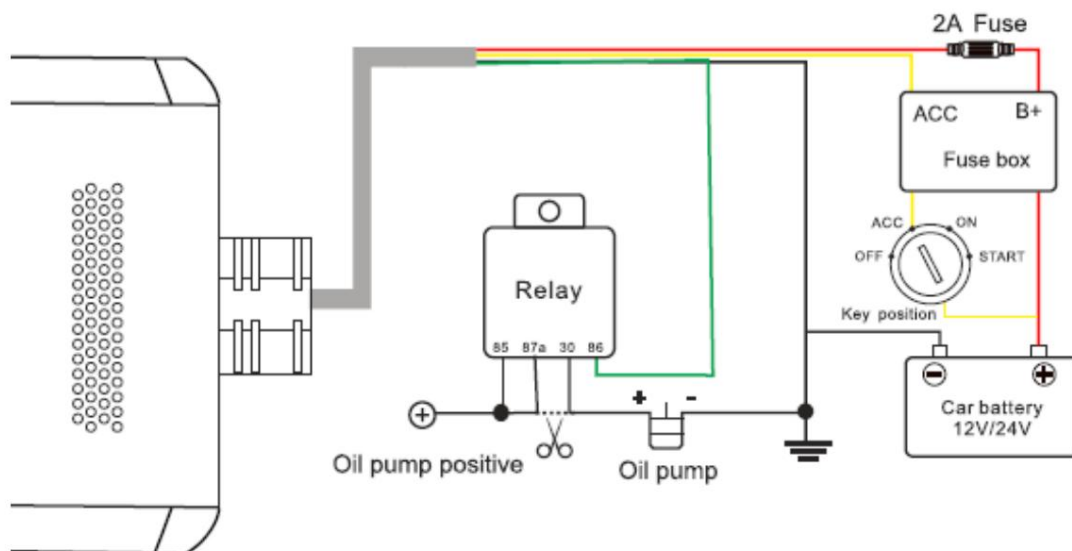 2A Fuse
ACC B+
Fuse box
ACC ON
OFF START
Key position
Relay
85 87a 30 86
+ -
Car battery
12V/24V
Oil pump positive
Oil pump